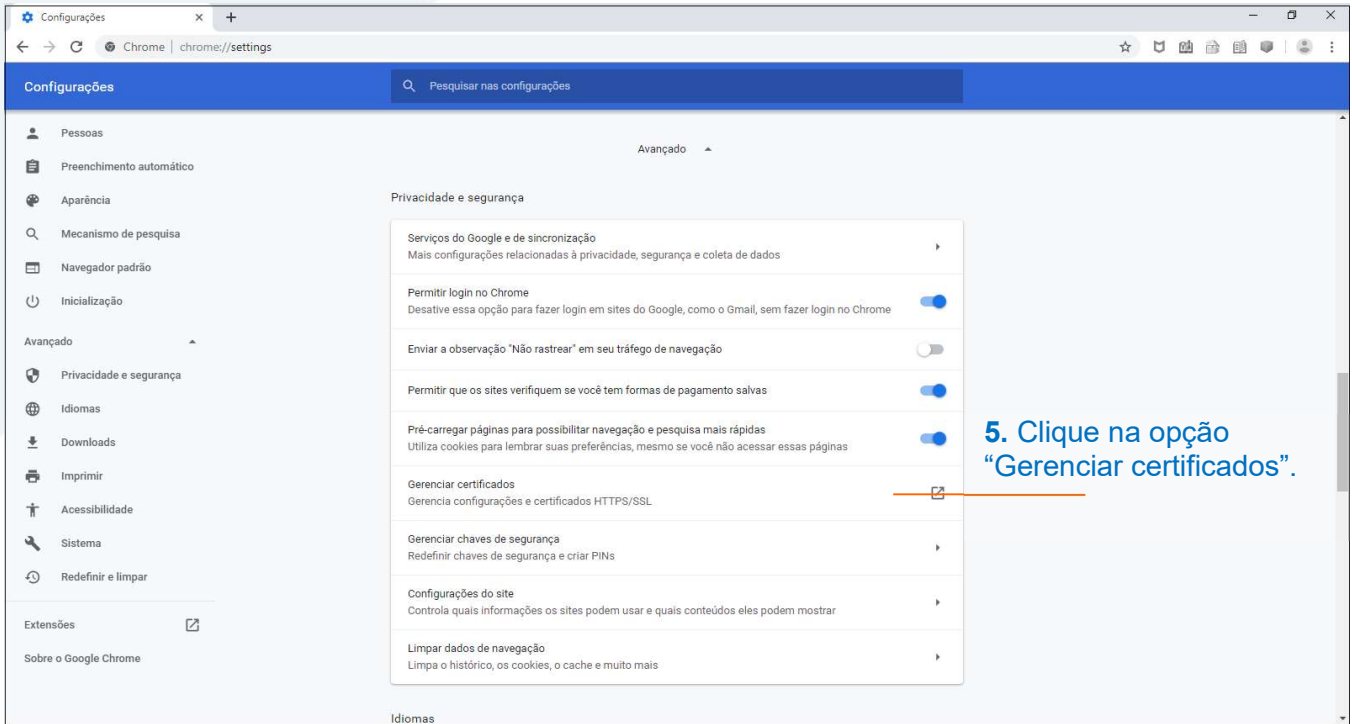 Configurações
Chrome | chrome://settings
Configurações
Pesquisar nas configurações
Pessoas
Preenchimento automático
Aparência
Mecanismo de pesquisa
Navegador padrão
Inicialização
Avançado
Privacidade e segurança
Idiomas
Downloads
Imprimir
Acessibilidade
Sistema
Redefinir e limpar
Extensões
Sobre o Google Chrome
Avançado
Privacidade e segurança
Serviços do Google e de sincronização
Mais configurações relacionadas à privacidade, segurança e coleta de dados
Permitir login no Chrome
Desative essa opção para fazer login em sites do Google, como o Gmail, sem fazer login no Chrome
Enviar a observação "Não rastrear" em seu tráfego de navegação
Permitir que os sites verifiquem se você tem formas de pagamento salvas
Pré-carregar páginas para possibilitar navegação e pesquisa mais rápidas
Utiliza cookies para lembrar suas preferências, mesmo se você não acessar essas páginas
Gerenciar certificados
Gerencia configurações e certificados HTTPS/SSL
Gerenciar chaves de segurança
Redefinir chaves de segurança e criar PINs
Configurações do site
Controla quais informações os sites podem usar e quais conteúdos eles podem mostrar
Limpar dados de navegação
Limpa o histórico, os cookies, o cache e muito mais
Idiomas
5. Clique na opção
“Gerenciar certificados”.